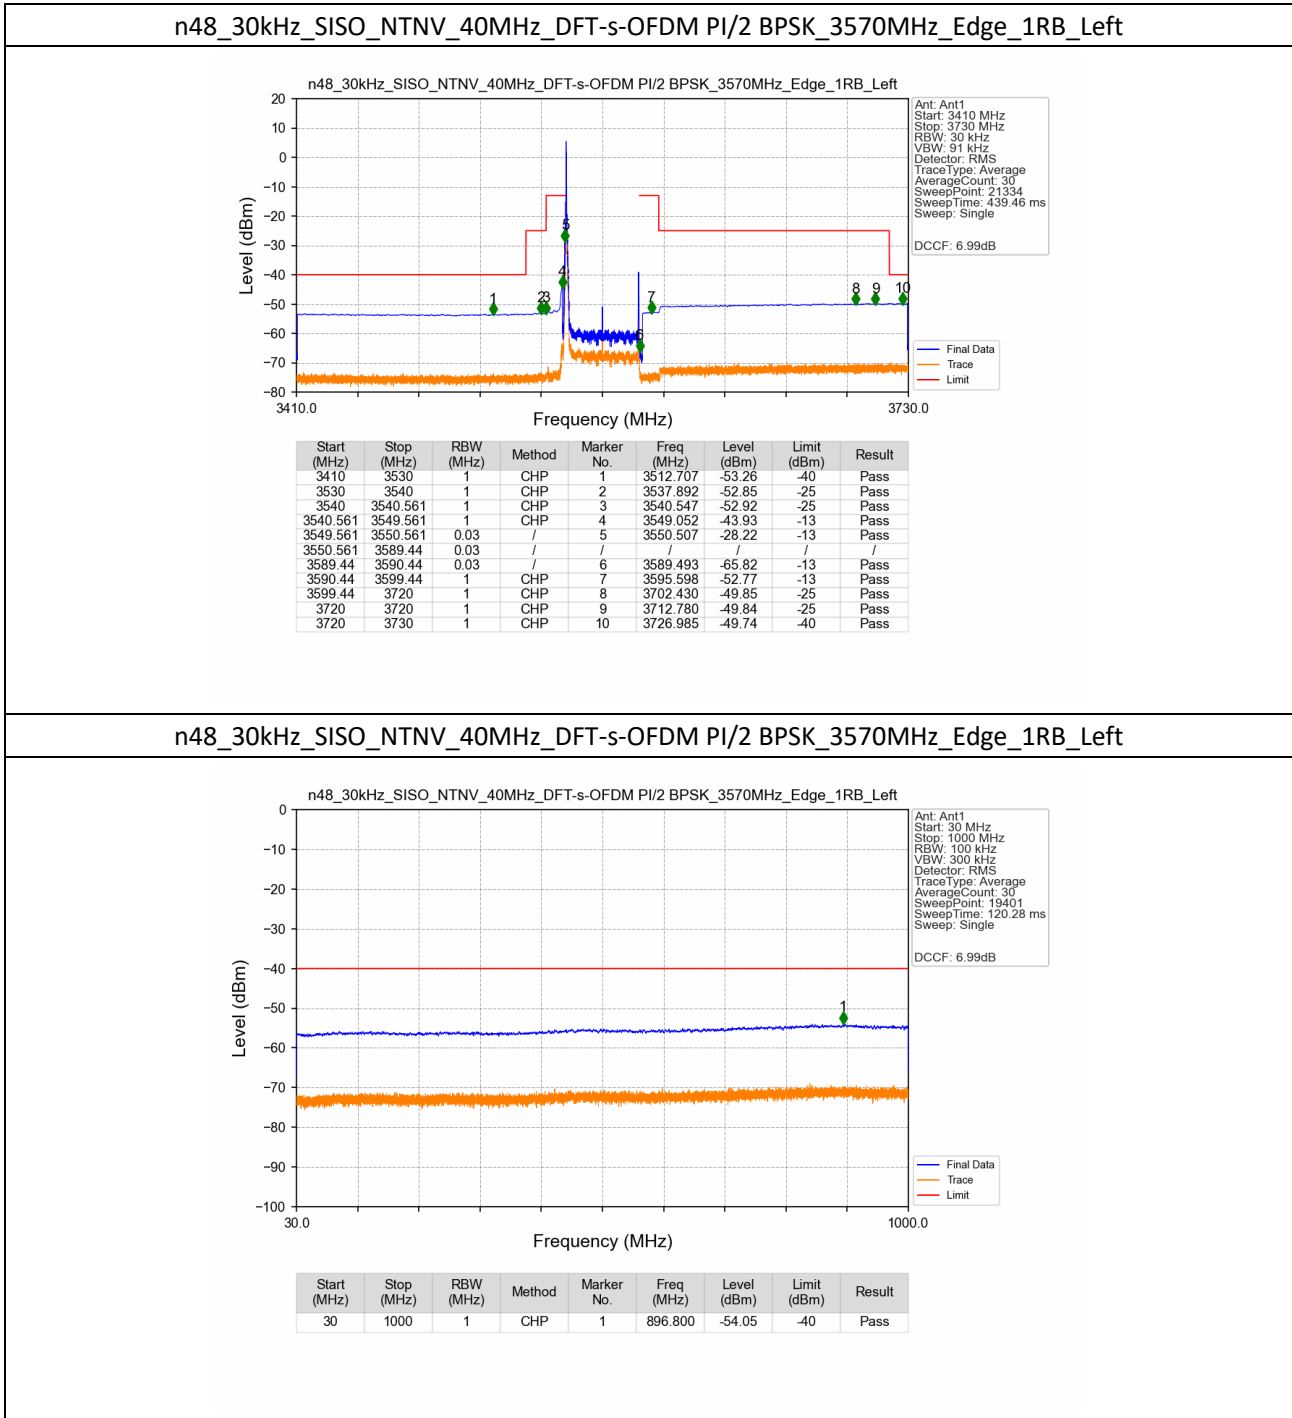 n48_30kHz_SISO_NTNV_40MHz_DFT-s-OFDM PI/2 BPSK_3570MHz_Edge_1RB_Left
n48_30kHz_SISO_NTNV_40MHz_DFT-s-OFDM PI/2 BPSK_3570MHz_Edge_1RB_Left
20
10
0
−10
−20
−30
−40
−50
−60
−70
−80
Level (dBm)
1
2
3
4
5
6
7
8
9
10
3410.0
3730.0
Frequency (MHz)
Ant: Ant1
Start: 3410 MHz
Stop: 3730 MHz
RBW: 30 kHz
VBW: 91 kHz
Detector: RMS
TraceType: Average
AverageCount: 30
SweepPoint: 21334
SweepTime: 439.46 ms
Sweep: Single
DCCF: 6.99dB
Final Data
Trace
Limit
Start (MHz) Stop (MHz) RBW (MHz) Method Marker No. Freq (MHz) Level (dBm) Limit (dBm) Result
3410 3530 1 CHP 1 3512.707 -53.26 -40 Pass
3530 3540 1 CHP 2 3537.892 -52.85 -25 Pass
3540 3540.561 1 CHP 3 3540.547 -52.92 -25 Pass
3540.561 3549.561 1 CHP 4 3549.052 -43.93 -13 Pass
3549.561 3550.561 0.03 / 5 3550.507 -28.22 -13 Pass
3550.561 3589.44 0.03 / / / / / /
3589.44 3590.44 0.03 / 6 3589.493 -65.82 -13 Pass
3590.44 3599.44 1 CHP 7 3595.598 -52.77 -13 Pass
3599.44 3720 1 CHP 8 3702.430 -49.85 -25 Pass
3720 3720 1 CHP 9 3712.780 -49.84 -25 Pass
3720 3730 1 CHP 10 3726.985 -49.74 -40 Pass
n48_30kHz_SISO_NTNV_40MHz_DFT-s-OFDM PI/2 BPSK_3570MHz_Edge_1RB_Left
n48_30kHz_SISO_NTNV_40MHz_DFT-s-OFDM PI/2 BPSK_3570MHz_Edge_1RB_Left
0
−10
−20
−30
−40
−50
−60
−70
−80
−90
−100
Level (dBm)
1
30.0
1000.0
Frequency (MHz)
Ant: Ant1
Start: 30 MHz
Stop: 1000 MHz
RBW: 100 kHz
VBW: 300 kHz
Detector: RMS
TraceType: Average
AverageCount: 30
SweepPoint: 19401
SweepTime: 120.28 ms
Sweep: Single
DCCF: 6.99dB
Final Data
Trace
Limit
Start (MHz) Stop (MHz) RBW (MHz) Method Marker No. Freq (MHz) Level (dBm) Limit (dBm) Result
30 1000 1 CHP 1 896.800 -54.05 -40 Pass